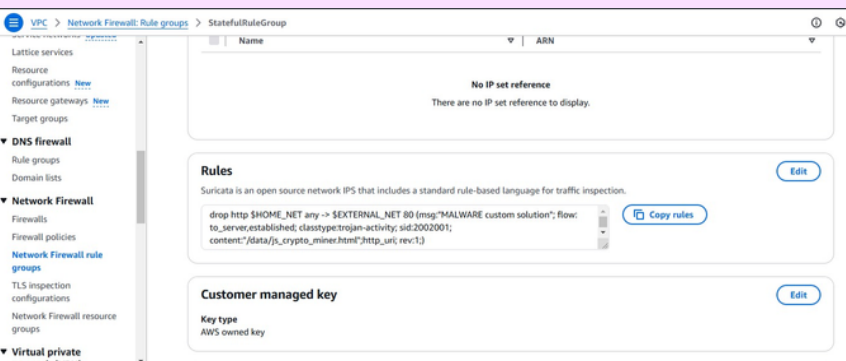 VPC > Network Firewall: Rule groups > StatefulRuleGroup
Service networks Updated
Lattice services
Resource
configurations New
Resource gateways New
Target groups
DNS firewall
Rule groups
Domain lists
Network Firewall
Firewalls
Firewall policies
Network Firewall rule
groups
TLS inspection
configurations
Network Firewall resource
groups
Virtual private
Name
ARN
No IP set reference
There are no IP set reference to display.
Rules
Edit
Suricata is an open source network IPS that includes a standard rule-based language for traffic inspection.
drop http $HOME_NET any -> $EXTERNAL_NET 80 (msg:"MALWARE custom solution"; flow:
to_server,established; classtype:trojan-activity; sid:2002001;
content:"/data/js_crypto_miner.html";http_uri; rev:1;)
Copy rules
Customer managed key
Edit
Key type
AWS owned key